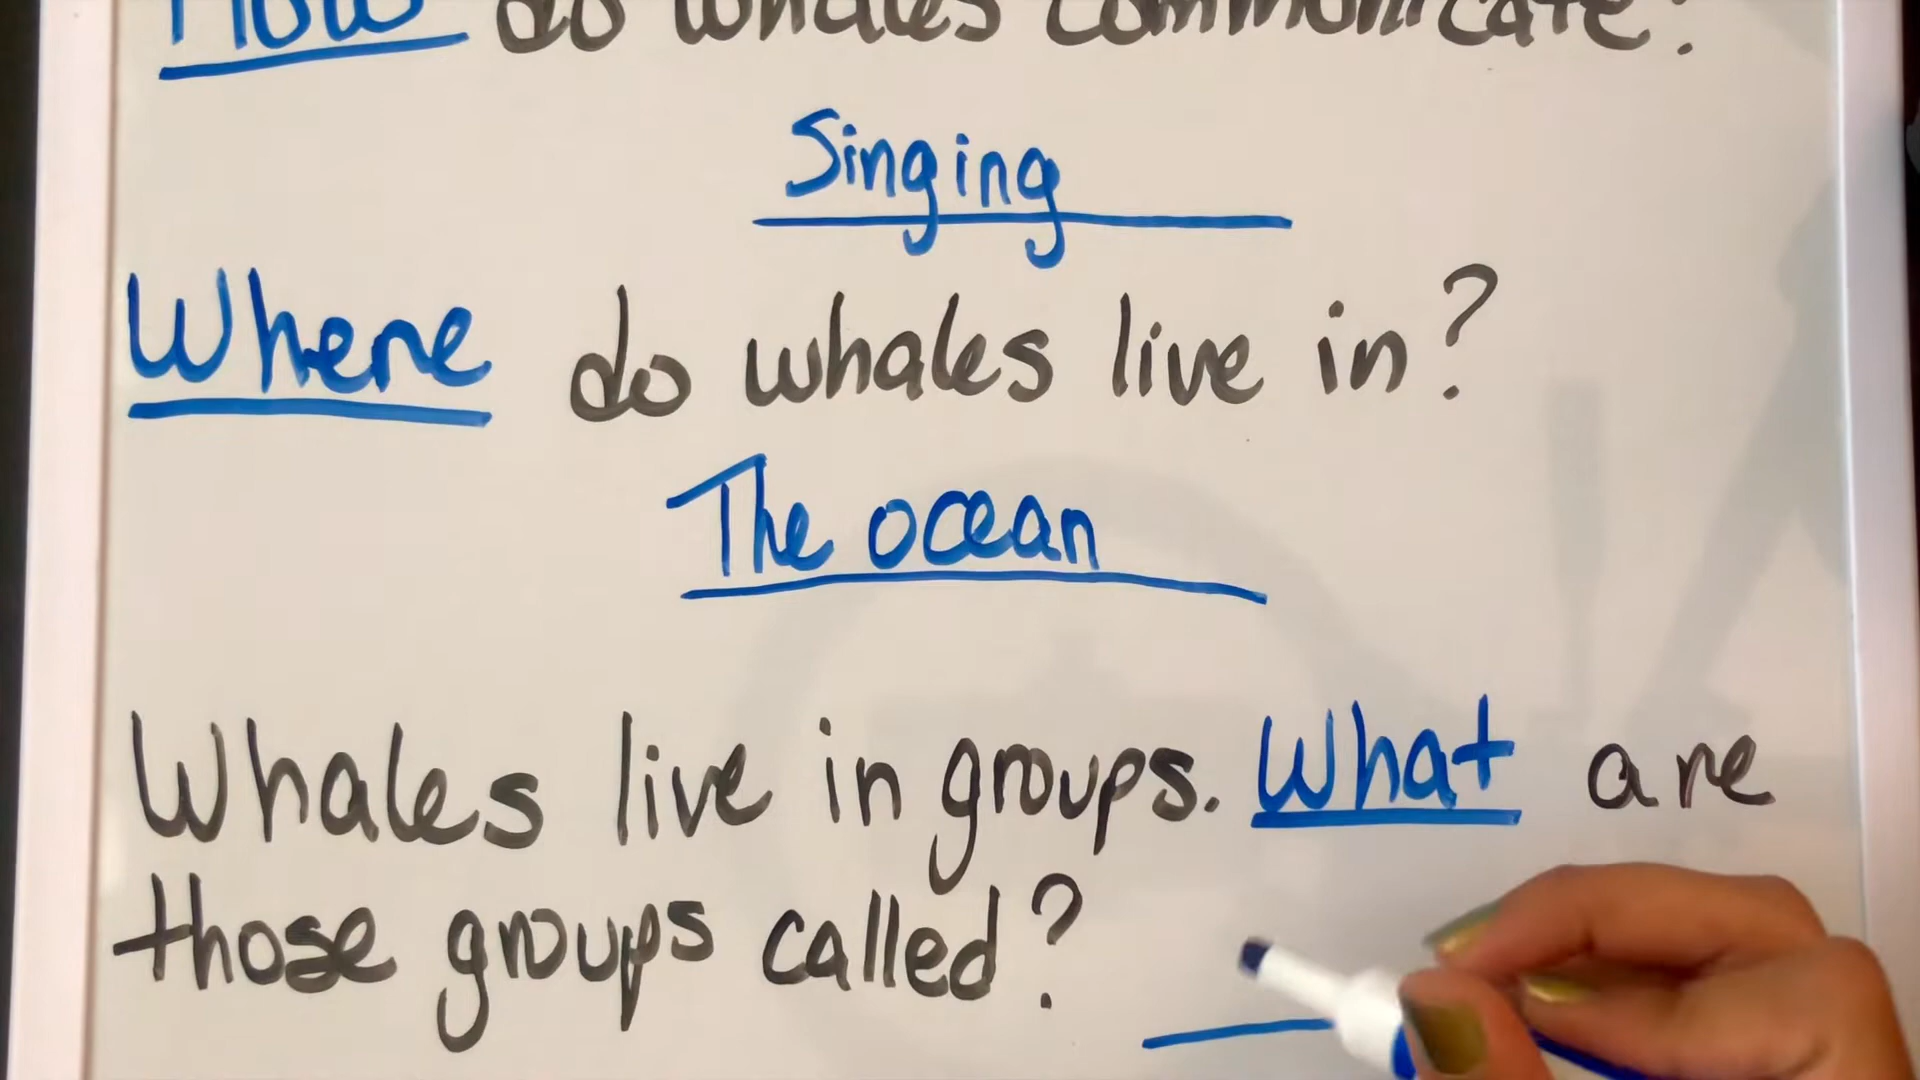 How do whales communicate?
Singing
Where do whales live in?
The ocean
Whales live in groups. What are
those groups called?